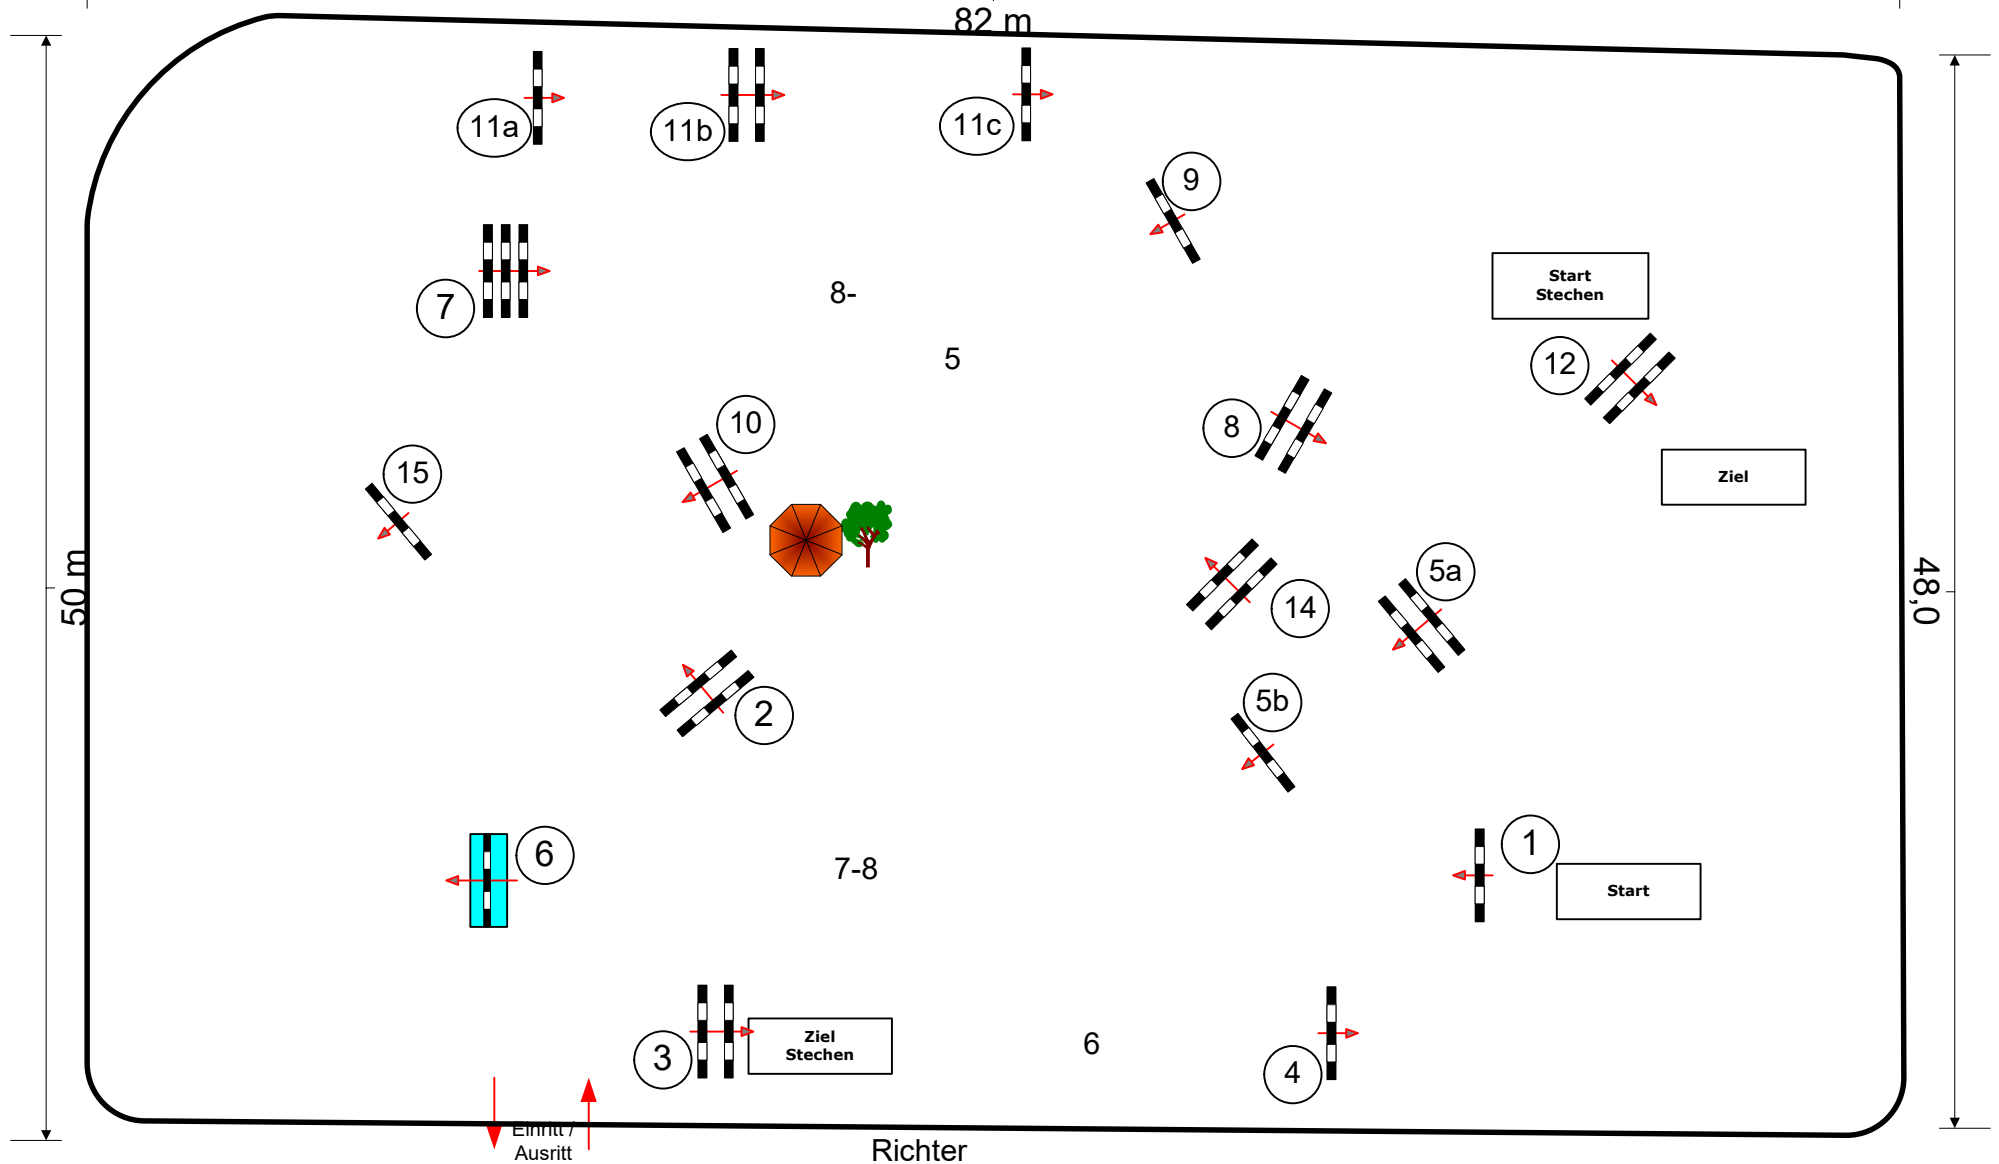 82 m
11a
11b
11c
9
7
8-
Start
Stechen
5
12
10
8
15
Ziel
50 m
48,0
5a
14
5b
2
6
7-8
1
Start
3
Ziel
Stechen
6
4
Einritt /
Ausritt
Richter